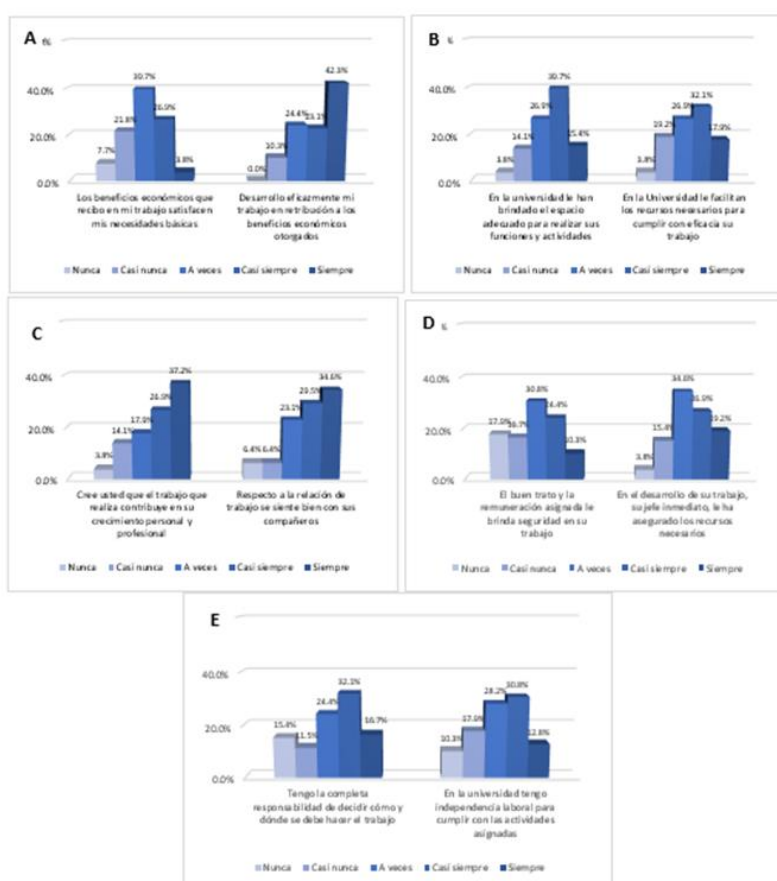 A
%
40.0%
20.0%
0.0%
7.7%
21.8%
39.7%
26.9%
3.8%
0.0%
10.3%
24.4%
23.1%
42.3%
Los beneficios económicos que
recibo en mi trabajo satisfacen
mis necesidades básicas
Desarrollo eficazmente mi
trabajo en retribución a los
beneficios económicos
otorgados
Nunca Casi nunca A veces Casi siempre Siempre
B
%
40.0%
20.0%
0.0%
3.8%
14.1%
26.9%
39.7%
15.4%
3.8%
19.2%
26.9%
32.1%
17.9%
En la universidad le han
brindado el espacio
adecuado para realizar sus
funciones y actividades
En la Universidad le facilitan
los recursos necesarios para
cumplir con eficacia su
trabajo
Nunca Casi nunca A veces Casi siempre Siempre
C
40.0%
20.0%
0.0%
3.8%
14.1%
17.9%
26.9%
37.2%
6.4%
6.4%
23.1%
29.5%
34.6%
Cree usted que el trabajo que
realiza contribuye en su
crecimiento personal y
profesional
Respecto a la relación de
trabajo se siente bien con sus
compañeros
Nunca Casi nunca A veces Casi siempre Siempre
D
%
40.0%
20.0%
0.0%
17.9%
16.7%
30.8%
24.4%
10.3%
3.8%
15.4%
34.6%
26.9%
19.2%
El buen trato y la
remuneración asignada le
brinda seguridad en su
trabajo
En el desarrollo de su trabajo,
su jefe inmediato, le ha
asegurado los recursos
necesarios
Nunca Casi nunca A veces Casi siempre Siempre
E
40.0%
20.0%
0.0%
15.4%
11.5%
24.4%
32.1%
16.7%
10.3%
17.9%
28.2%
30.8%
12.8%
Tengo la completa
responsabilidad de decidir cómo y
dónde se debe hacer el trabajo
En la universidad tengo
independencia laboral para
cumplir con las actividades
asignadas
Nunca Casi nunca A veces Casi siempre Siempre